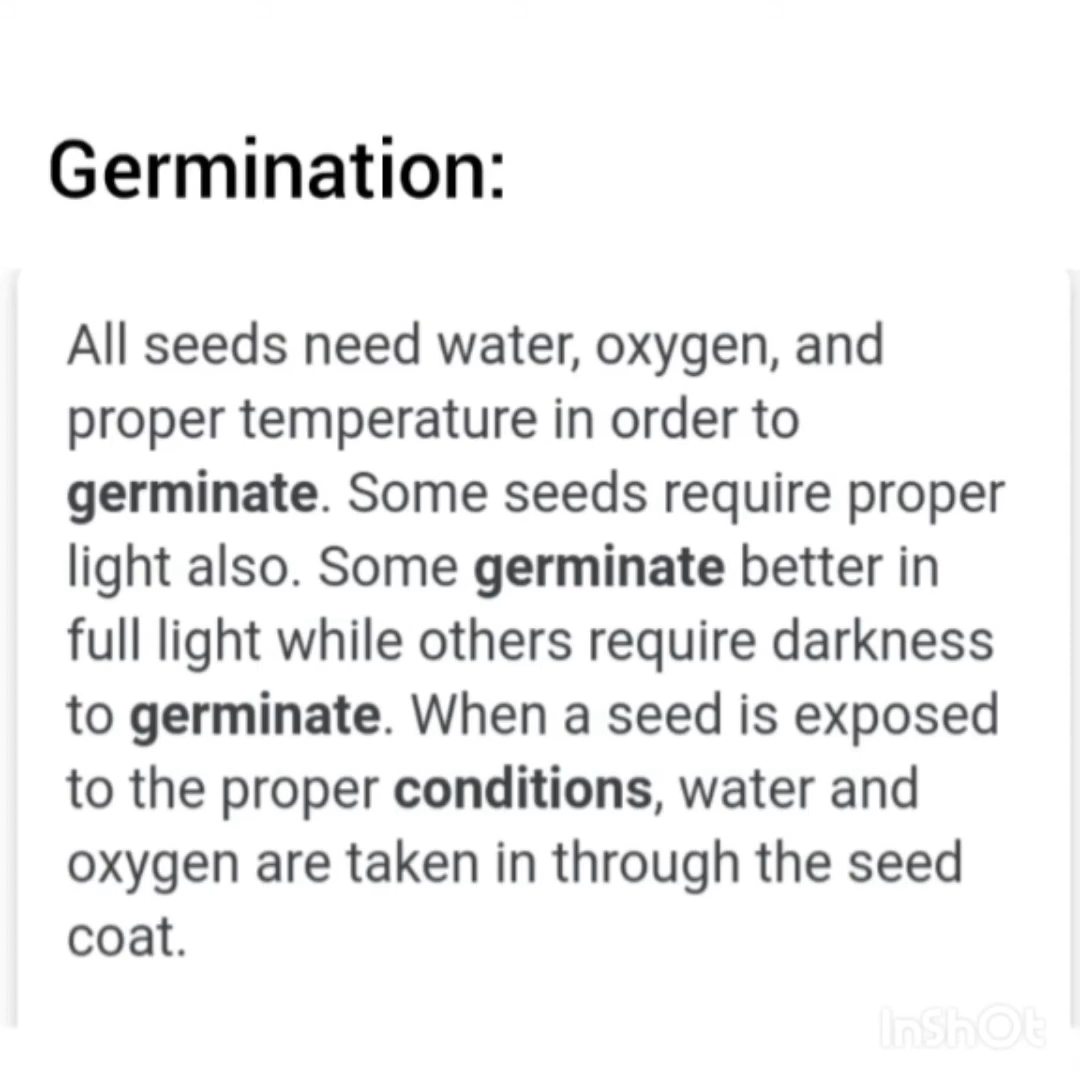 Germination:
All seeds need water, oxygen, and
proper temperature in order to
germinate. Some seeds require proper
light also. Some germinate better in
full light while others require darkness
to germinate. When a seed is exposed
to the proper conditions, water and
oxygen are taken in through the seed
coat.
InShOt